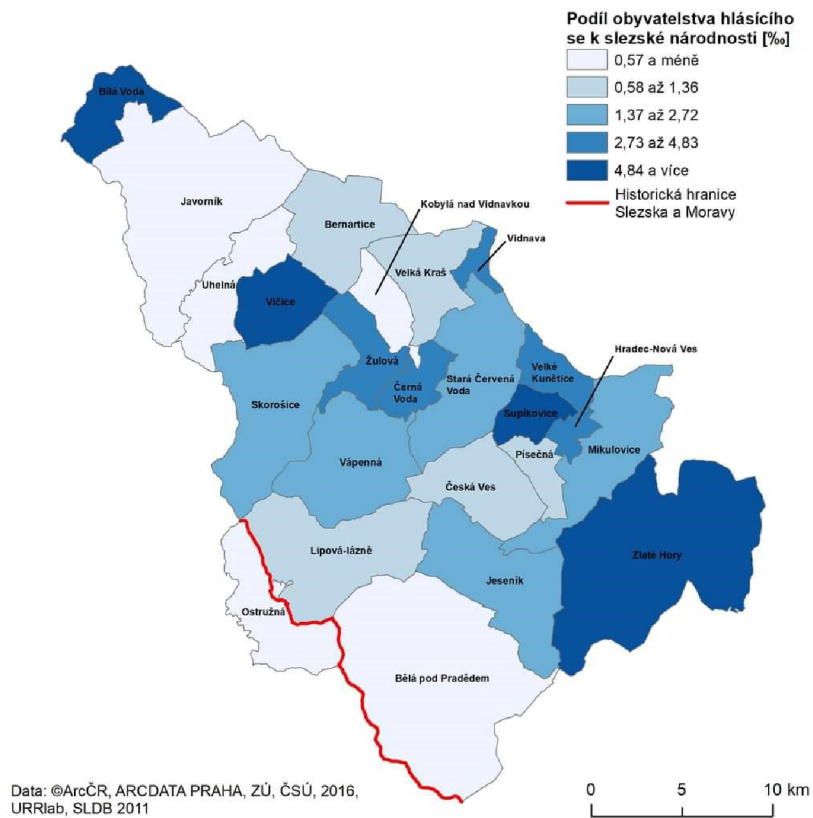 Podíl obyvatelstva hlásícího
se k slezské národnosti [‰]
0,57 a méně
0,58 až 1,36
1,37 až 2,72
2,73 až 4,83
4,84 a více
Historická hranice
Slezska a Moravy
Bílá Voda
Javorník
Bernartice
Kobylá nad Vidnavkou
Vidnava
Velká Kraš
Uhelná
Vlčice
Hradec-Nová Ves
Žulová
Velké
Kunětice
Černá
Voda
Stará Červená
Voda
Skorošice
Supíkovice
Mikulovice
Písečná
Vápenná
Česká Ves
Lipová-lázně
Zlaté Hory
Jeseník
Ostružná
Bělá pod Pradědem
Data: ©ArcČR, ARCDATA PRAHA, ZÚ, ČSÚ, 2016,
URRlab, SLDB 2011
0 5 10 km